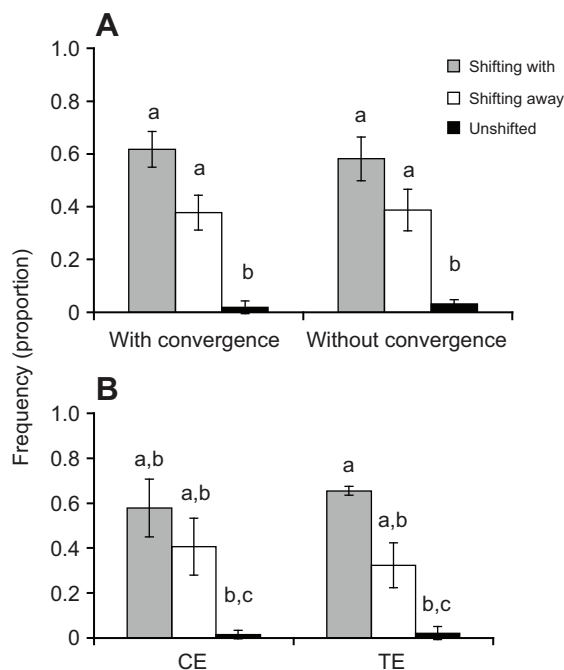 A
1.0
0.8
0.6
0.4
0.2
0
a
a
b
a
a
b
With convergence
Without convergence
Shifting with
Shifting away
Unshifted
Frequency (proportion)
B
1.0
0.8
0.6
0.4
0.2
0
a,b
a,b
b,c
a
a,b
b,c
CE
TE